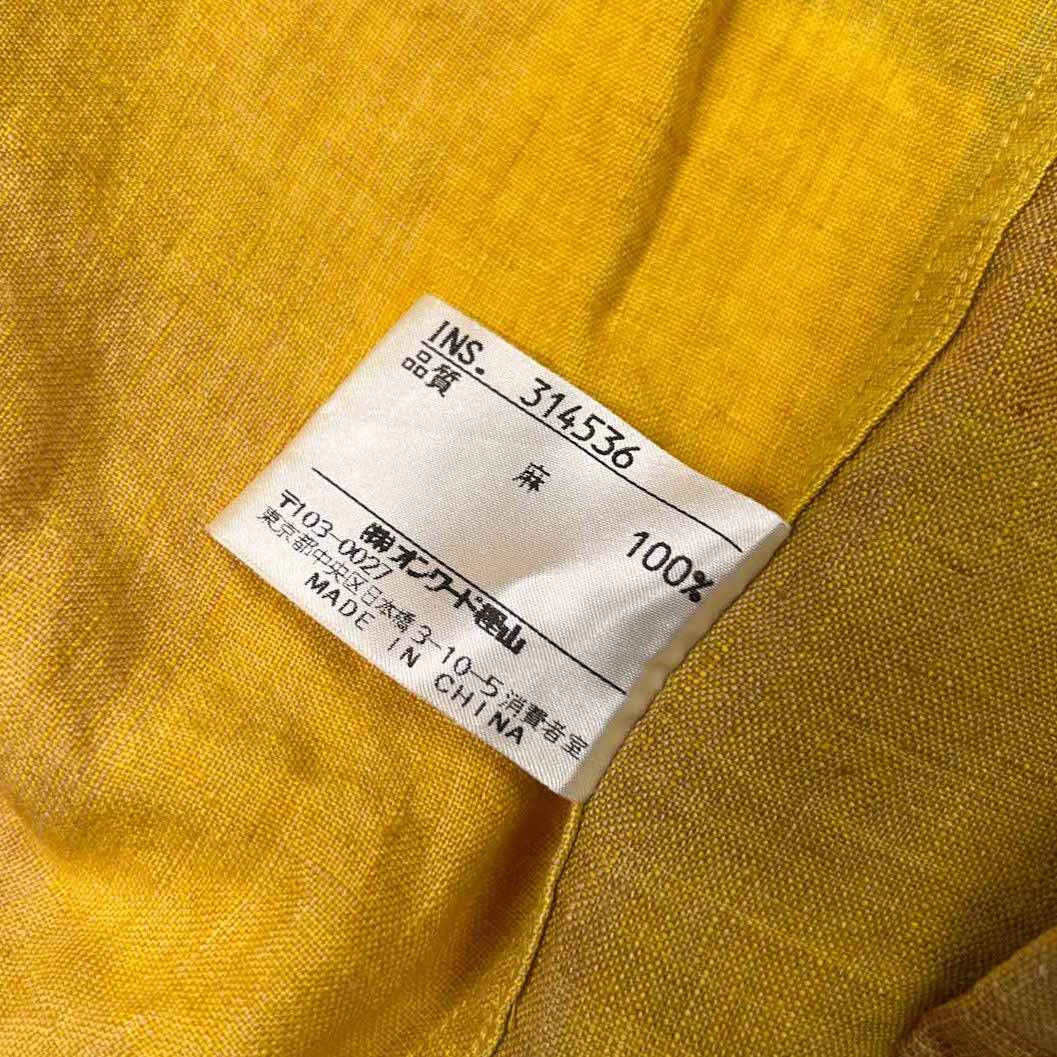 INS. 314536
品質
麻 100%
㈱オンワード樫山
〒103-0027
東京都中央区日本橋3-10-5消費者室
MADE IN CHINA